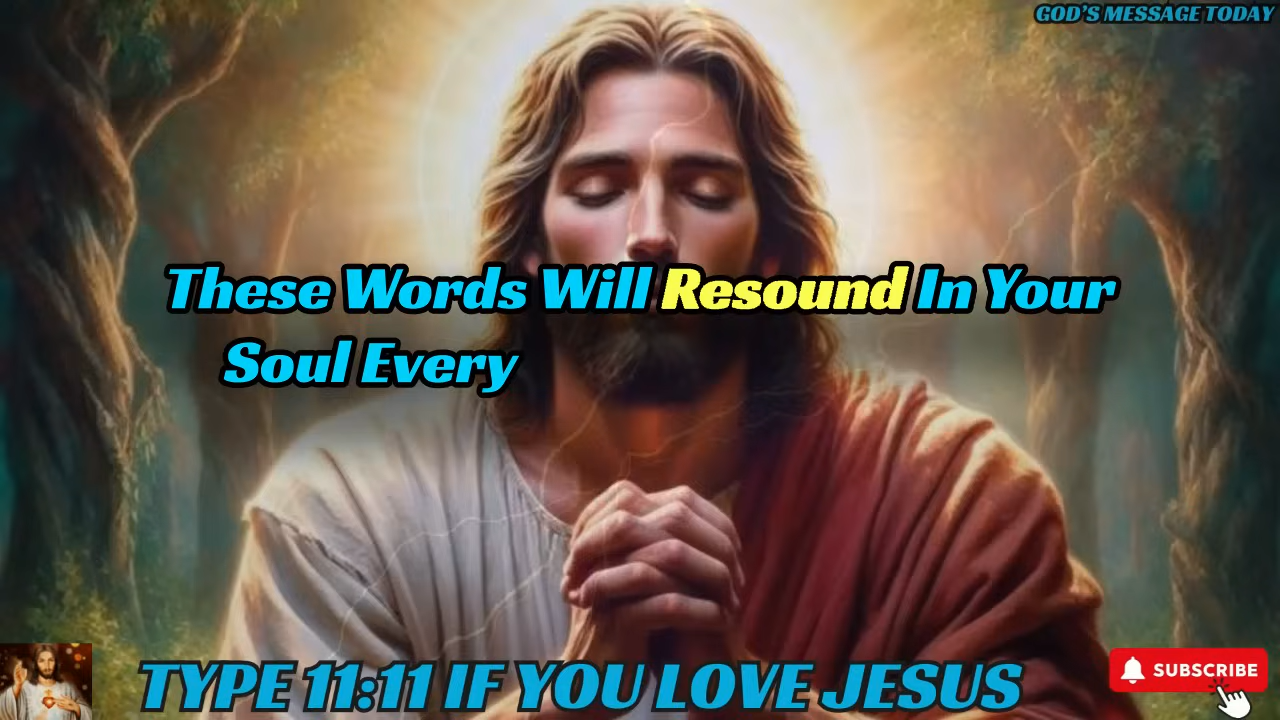 GOD'S MESSAGE TODAY
These Words Will Resound In Your
Soul Every
TYPE 11:11 IF YOU LOVE JESUS
SUBSCRIBE